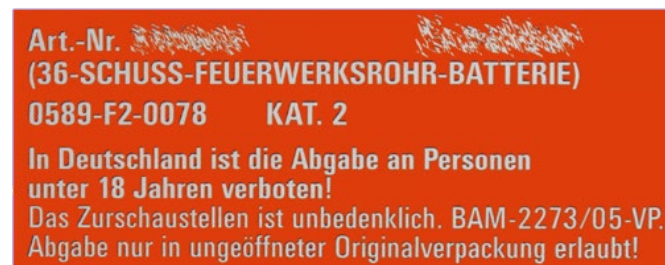 Art.-Nr.
(36-SCHUSS-FEUERWERKSROHR-BATTERIE)
0589-F2-0078 KAT. 2
In Deutschland ist die Abgabe an Personen
unter 18 Jahren verboten!
Das Zurschaustellen ist unbedenklich. BAM-2273/05-VP.
Abgabe nur in ungeöffneter Originalverpackung erlaubt!